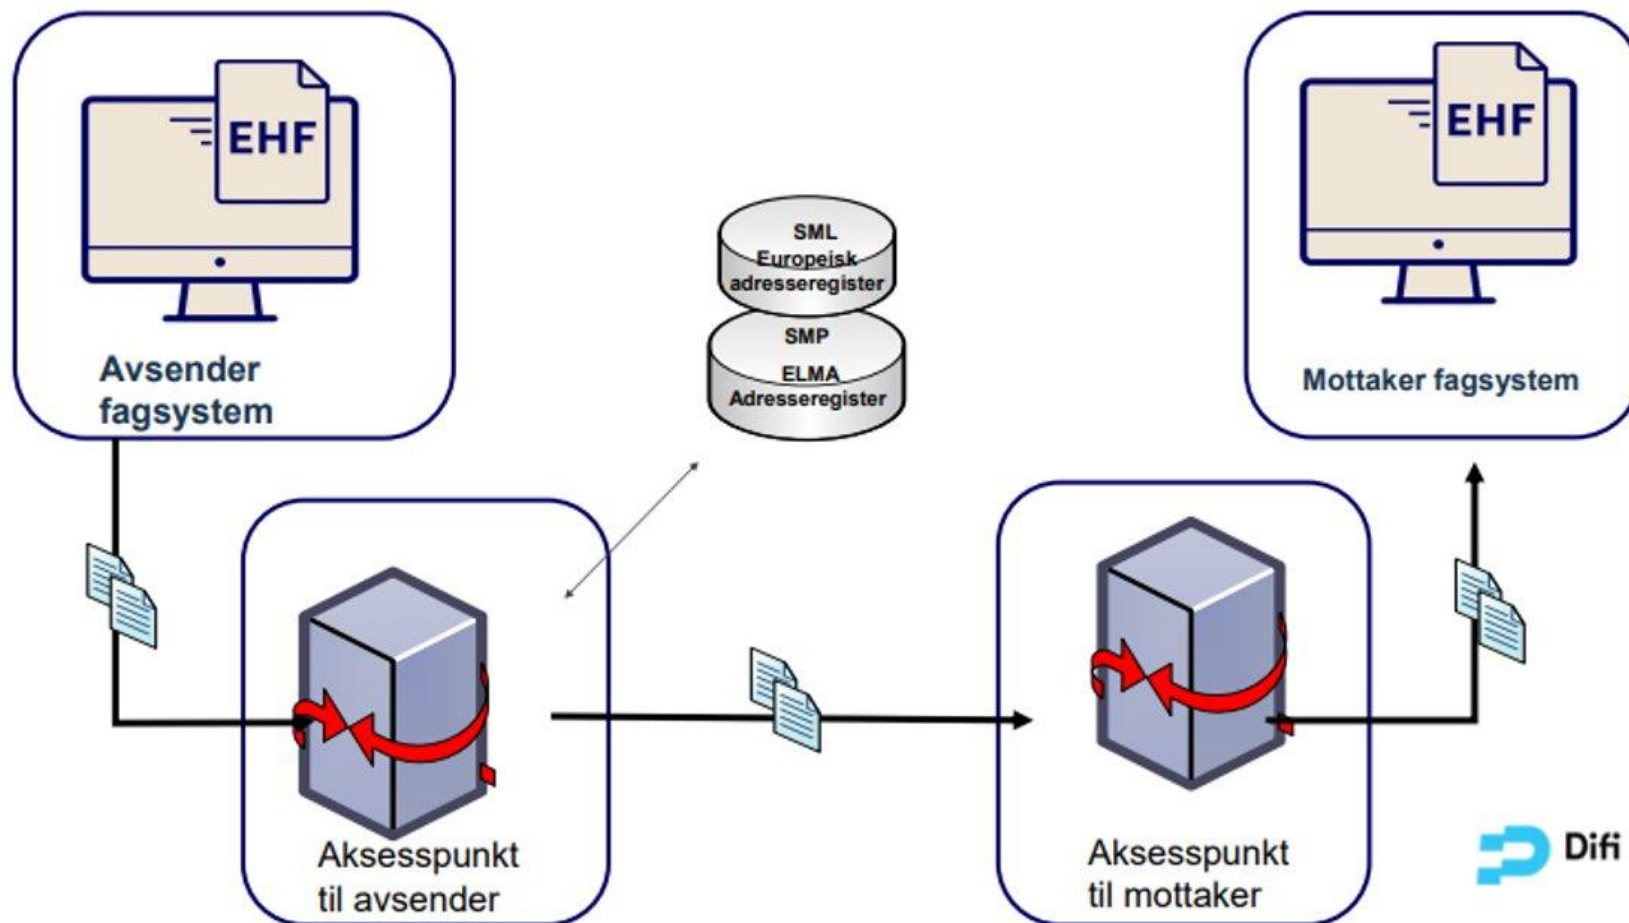 EHF
Avsender
fagsystem
SML
Europeisk
adresseregister
SMP
ELMA
Adresseregister
EHF
Mottaker fagsystem
Aksesspunkt
til avsender
Aksesspunkt
til mottaker
Difi